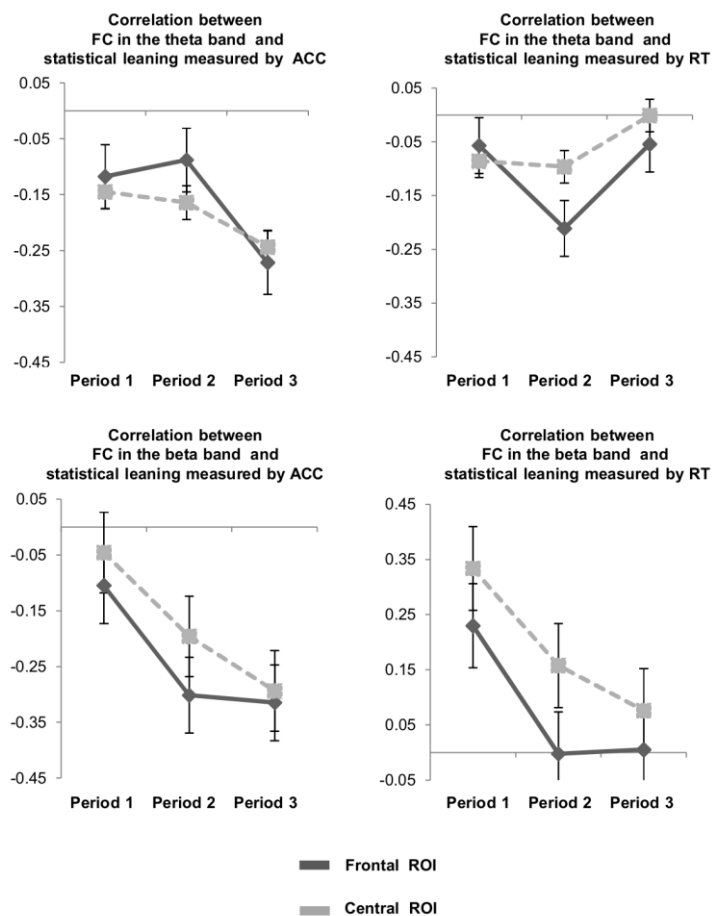 Correlation between
FC in the theta band and
statistical leaning measured by ACC
0.05
-0.05
-0.15
-0.25
-0.35
-0.45
Period 1 Period 2 Period 3
Correlation between
FC in the theta band and
statistical leaning measured by RT
0.05
-0.05
-0.15
-0.25
-0.35
-0.45
Period 1 Period 2 Period 3
Correlation between
FC in the beta band and
statistical leaning measured by ACC
0.05
-0.05
-0.15
-0.25
-0.35
-0.45
Period 1 Period 2 Period 3
Correlation between
FC in the beta band and
statistical leaning measured by RT
0.45
0.35
0.25
0.15
0.05
-0.05
Period 1 Period 2 Period 3
Frontal ROI
Central ROI